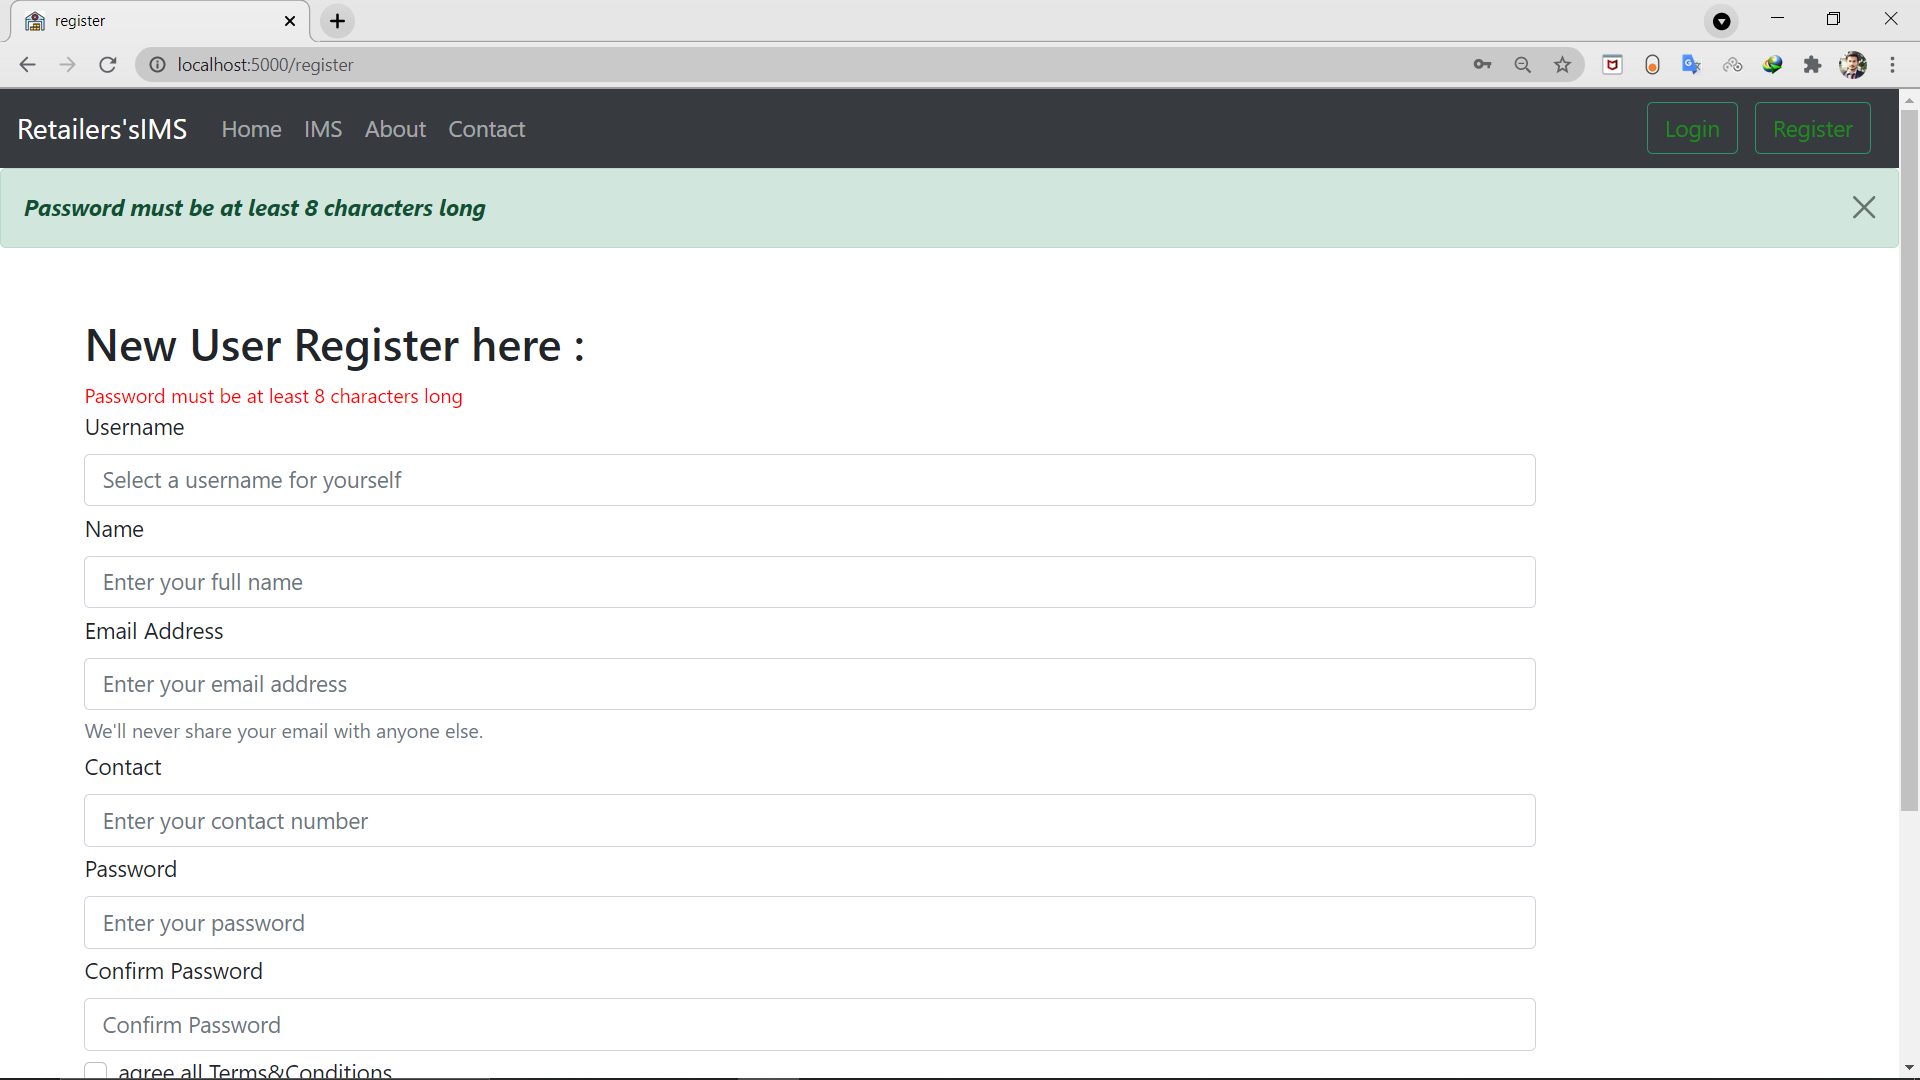 register
localhost:5000/register
Retailers'sIMS Home IMS About Contact Login Register
Password must be at least 8 characters long
New User Register here :
Password must be at least 8 characters long
Username
Select a username for yourself
Name
Enter your full name
Email Address
Enter your email address
We'll never share your email with anyone else.
Contact
Enter your contact number
Password
Enter your password
Confirm Password
Confirm Password
agree all Terms&Conditions